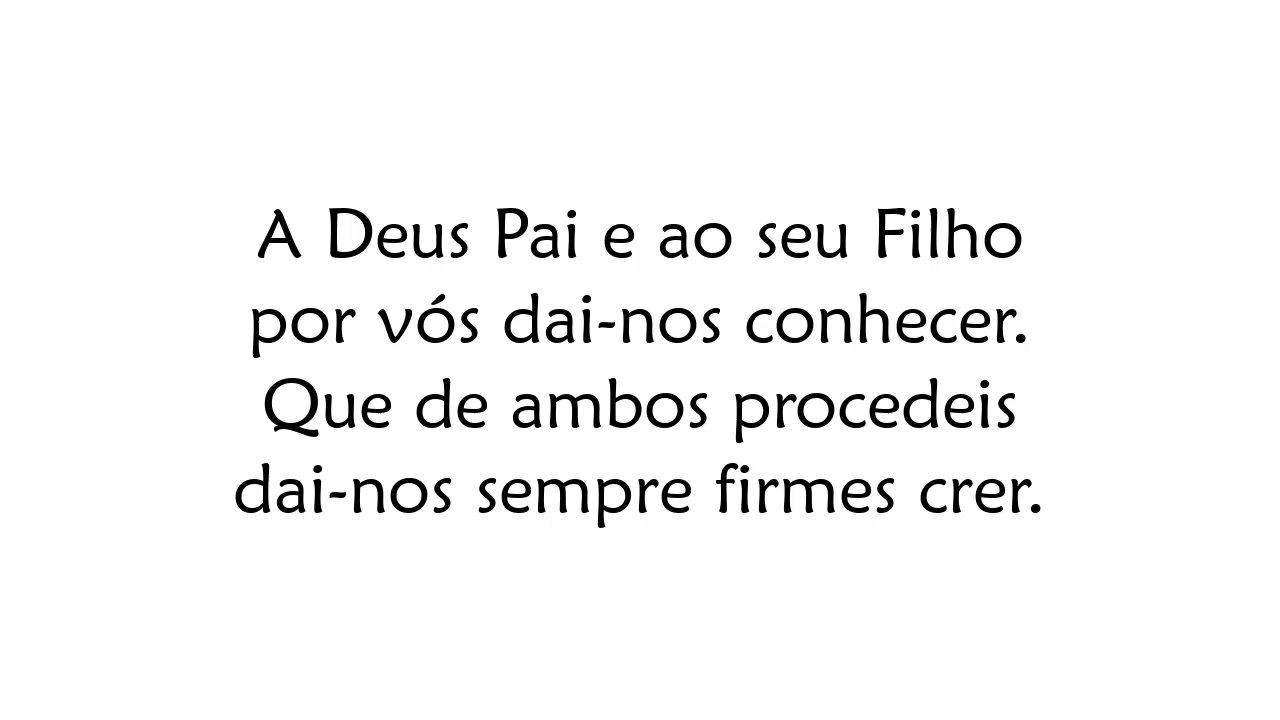 A Deus Pai e ao seu Filho
por vós dai-nos conhecer.
Que de ambos procedeis
dai-nos sempre firmes crer.